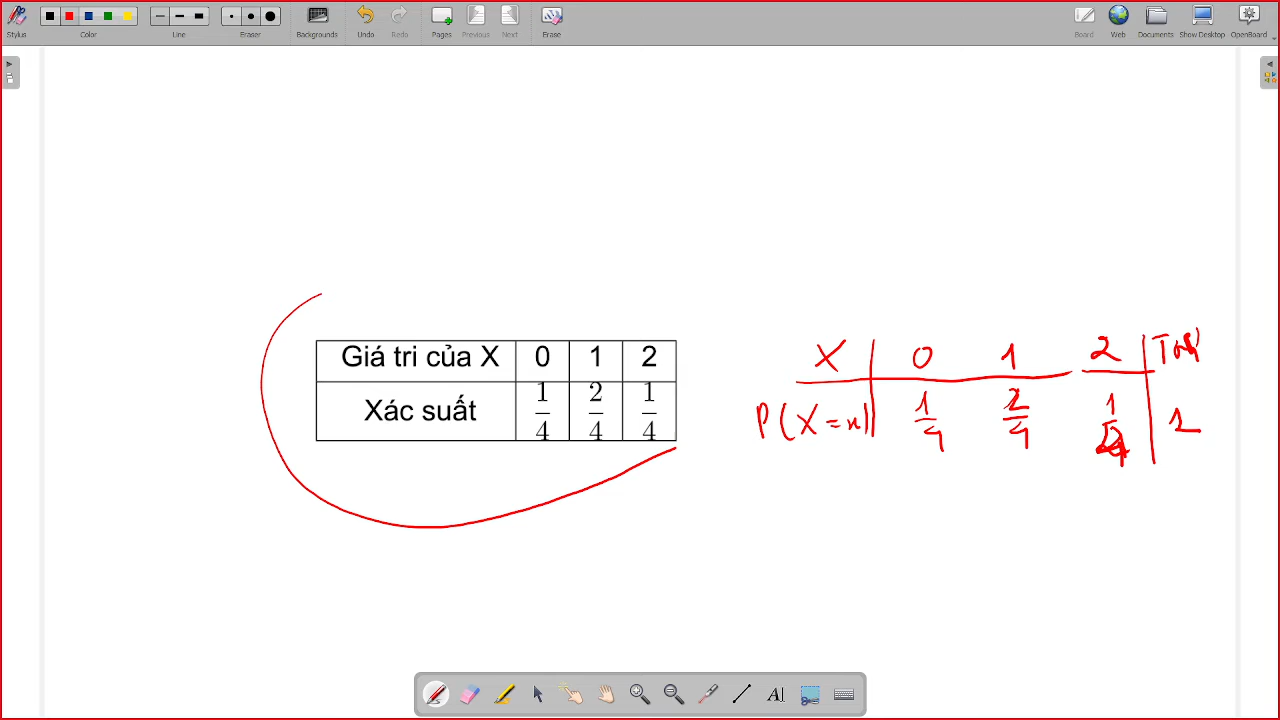 Stylus Color Line Eraser Backgrounds Undo Redo Pages Previous Next Erase Board Web Documents Show Desktop OpenBoard
Giá tri của X 0 1 2
Xác suất 1/4 2/4 1/4
X 0 1 2
P(X=x) 1/4 2/4 1/4 1
AI